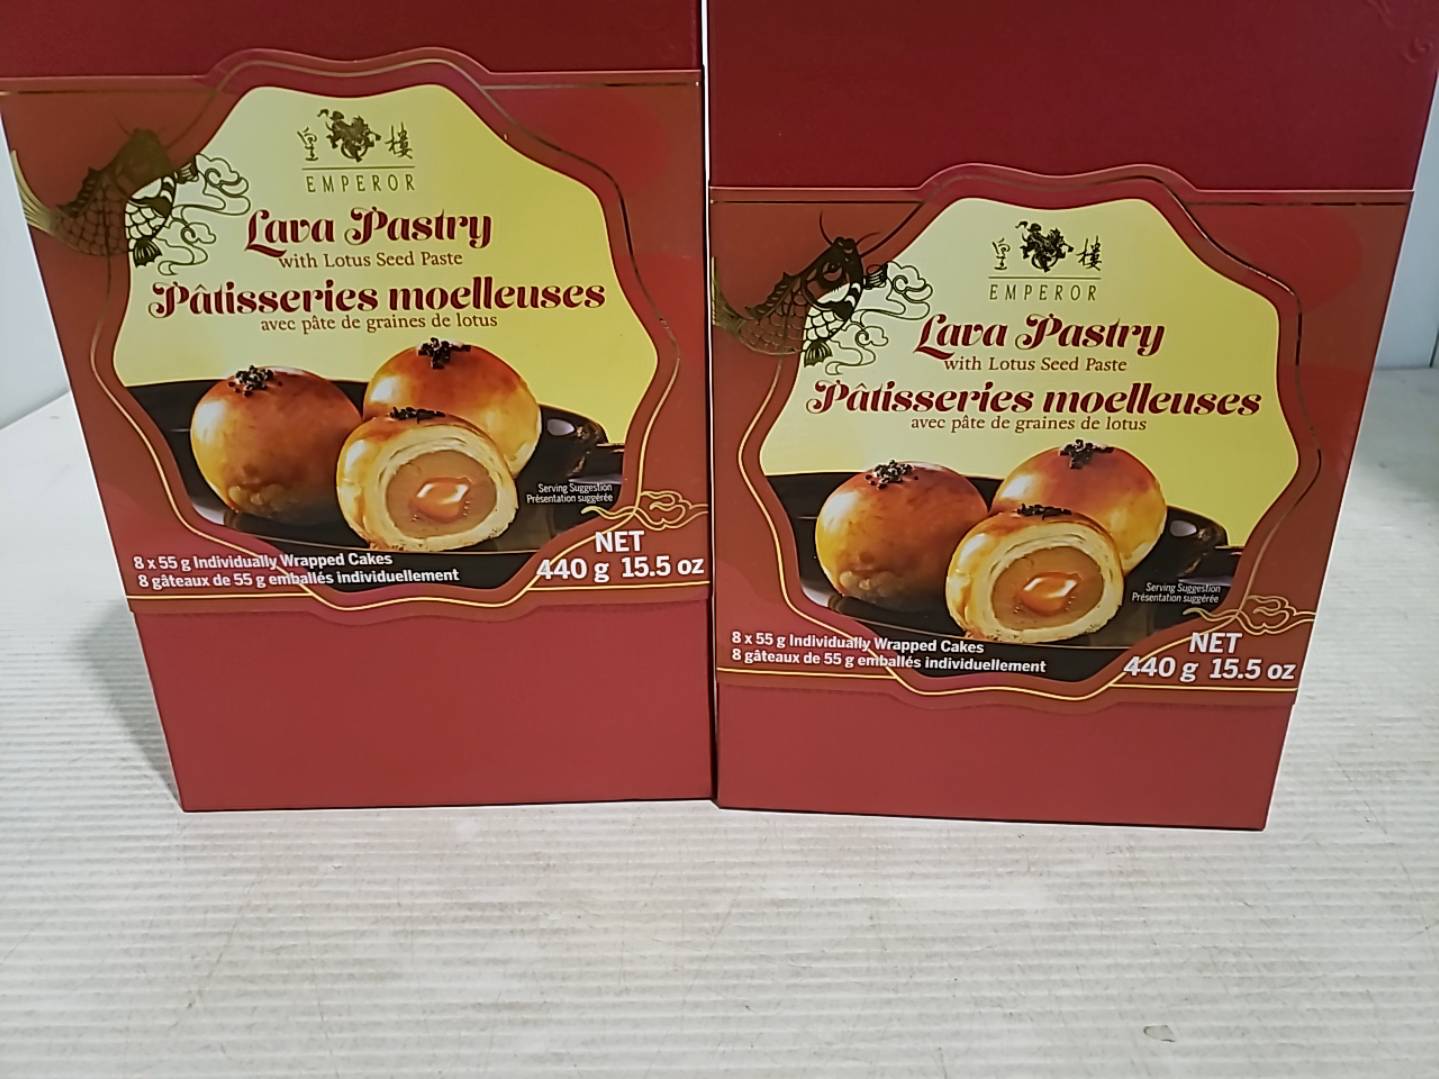 皇 樓
EMPEROR
Lava Pastry
with Lotus Seed Paste
Pâtisseries moelleuses
avec pâte de graines de lotus
Serving Suggestion
Présentation suggérée
8 x 55 g Individually Wrapped Cakes
8 gâteaux de 55 g emballés individuellement
NET
440 g 15.5 oz
皇 樓
EMPEROR
Lava Pastry
with Lotus Seed Paste
Pâtisseries moelleuses
avec pâte de graines de lotus
Serving Suggestion
Présentation suggérée
8 x 55 g Individually Wrapped Cakes
8 gâteaux de 55 g emballés individuellement
NET
440 g 15.5 oz